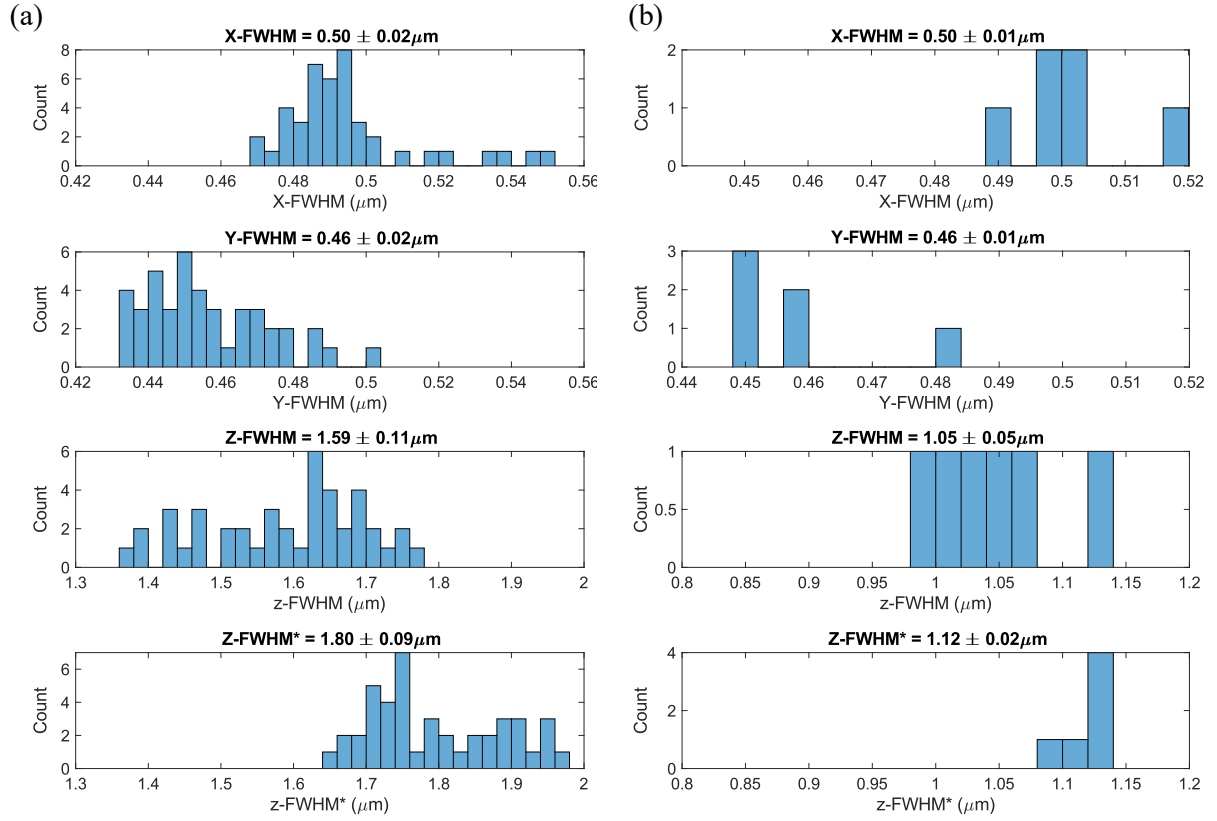 (a)
X-FWHM = 0.50 ± 0.02μm
8
6
4
2
0
Count
0.42 0.44 0.46 0.48 0.5 0.52 0.54 0.56
X-FWHM (μm)
Y-FWHM = 0.46 ± 0.02μm
6
4
2
0
Count
0.42 0.44 0.46 0.48 0.5 0.52 0.54 0.56
Y-FWHM (μm)
Z-FWHM = 1.59 ± 0.11μm
6
4
2
0
Count
1.3 1.4 1.5 1.6 1.7 1.8 1.9 2
z-FWHM (μm)
Z-FWHM* = 1.80 ± 0.09μm
6
4
2
0
Count
1.3 1.4 1.5 1.6 1.7 1.8 1.9 2
z-FWHM* (μm)
(b)
X-FWHM = 0.50 ± 0.01μm
2
1
0
Count
0.45 0.46 0.47 0.48 0.49 0.5 0.51 0.52
X-FWHM (μm)
Y-FWHM = 0.46 ± 0.01μm
3
2
1
0
Count
0.44 0.45 0.46 0.47 0.48 0.49 0.5 0.51 0.52
Y-FWHM (μm)
Z-FWHM = 1.05 ± 0.05μm
1
0.5
0
Count
0.8 0.85 0.9 0.95 1 1.05 1.1 1.15 1.2
z-FWHM (μm)
Z-FWHM* = 1.12 ± 0.02μm
4
2
0
Count
0.8 0.85 0.9 0.95 1 1.05 1.1 1.15 1.2
z-FWHM* (μm)